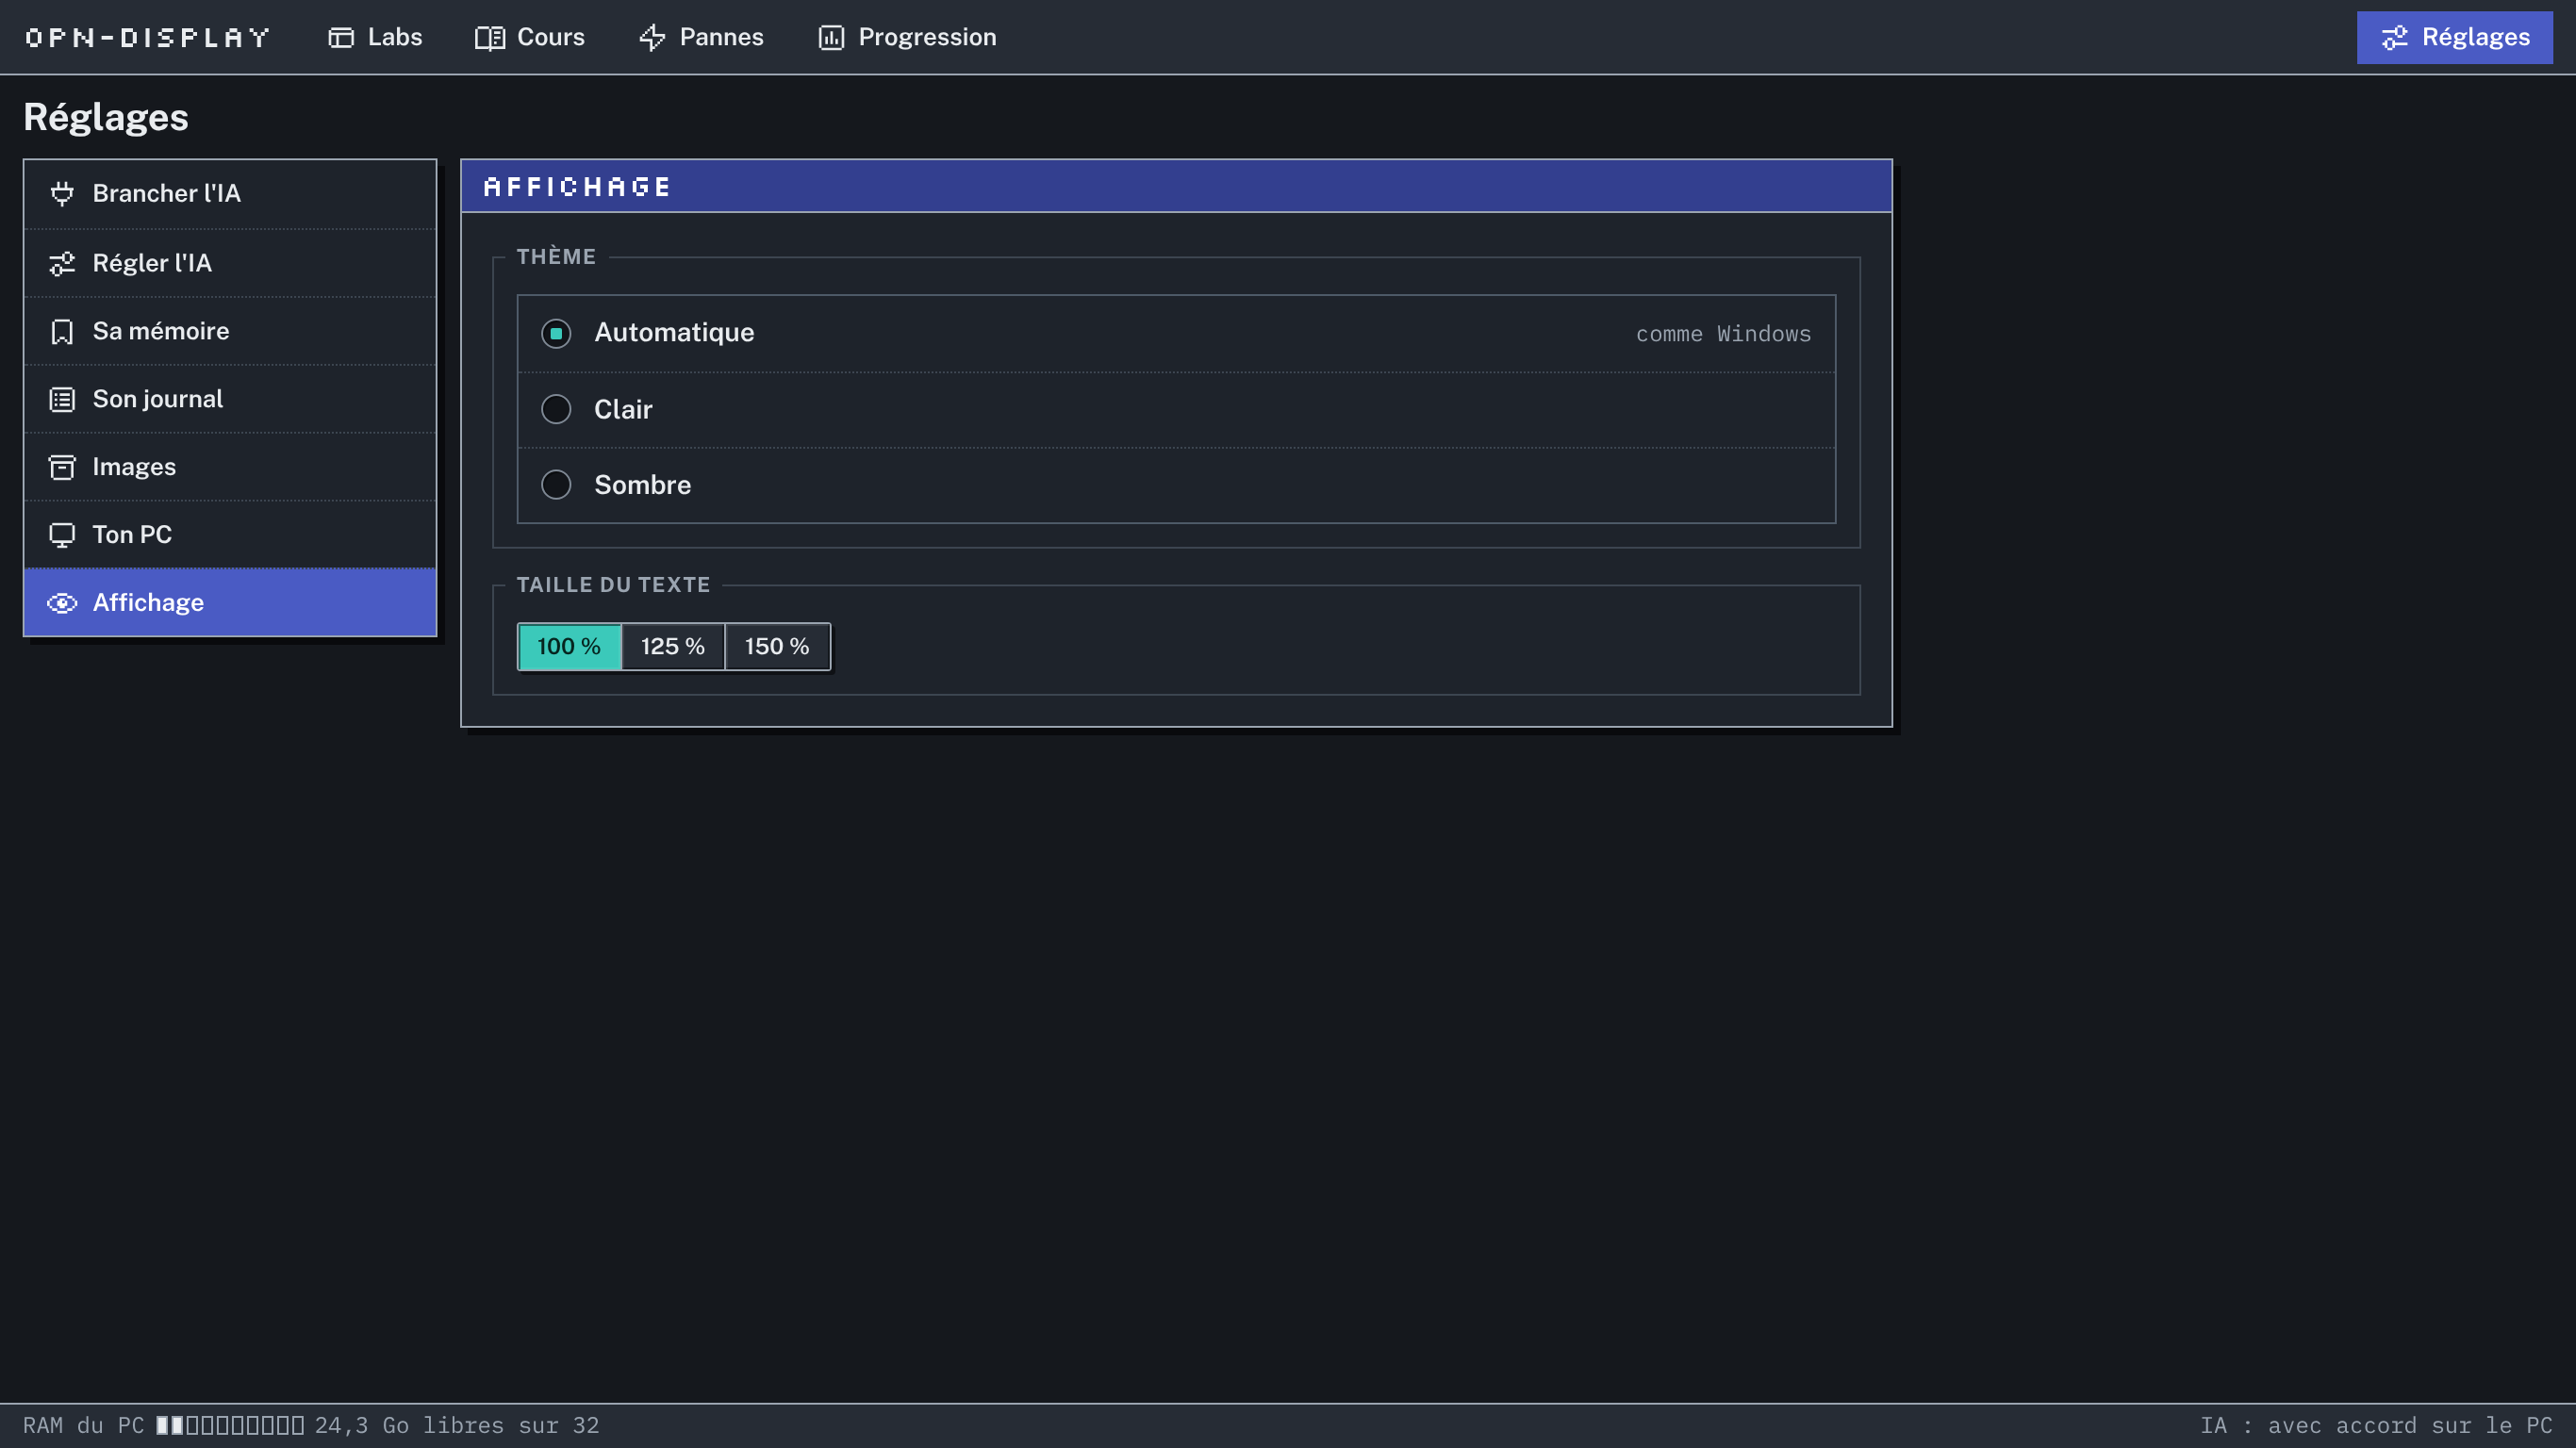 OPN-DISPLAY Labs Cours Pannes Progression Réglages
Réglages
Brancher l'IA
Régler l'IA
Sa mémoire
Son journal
Images
Ton PC
Affichage
AFFICHAGE
THÈME
Automatique comme Windows
Clair
Sombre
TAILLE DU TEXTE
100 % 125 % 150 %
RAM du PC 24,3 Go libres sur 32 IA : avec accord sur le PC